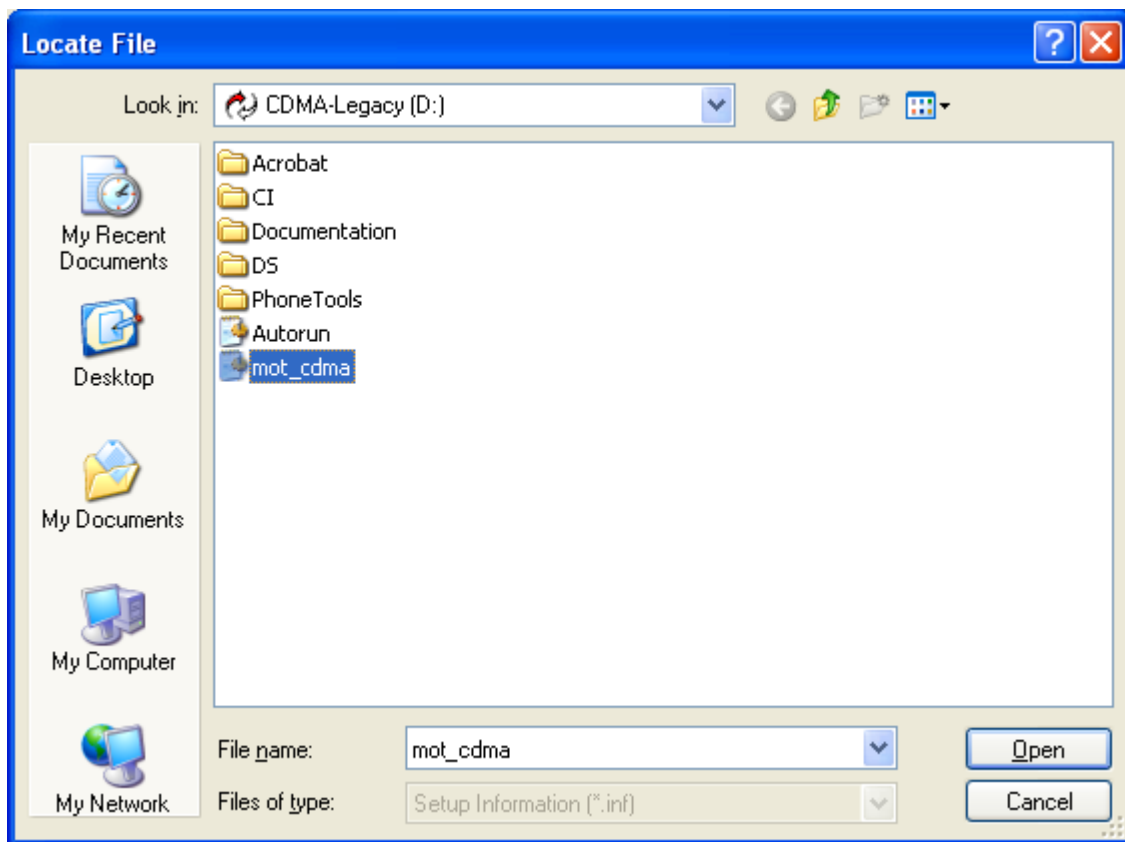 Locate File
Look in:
CDMA-Legacy (D:)
My Recent
Documents
Desktop
My Documents
My Computer
My Network
Acrobat
CI
Documentation
DS
PhoneTools
Autorun
mot_cdma
File name:
mot_cdma
Open
Files of type:
Setup Information (*.inf)
Cancel